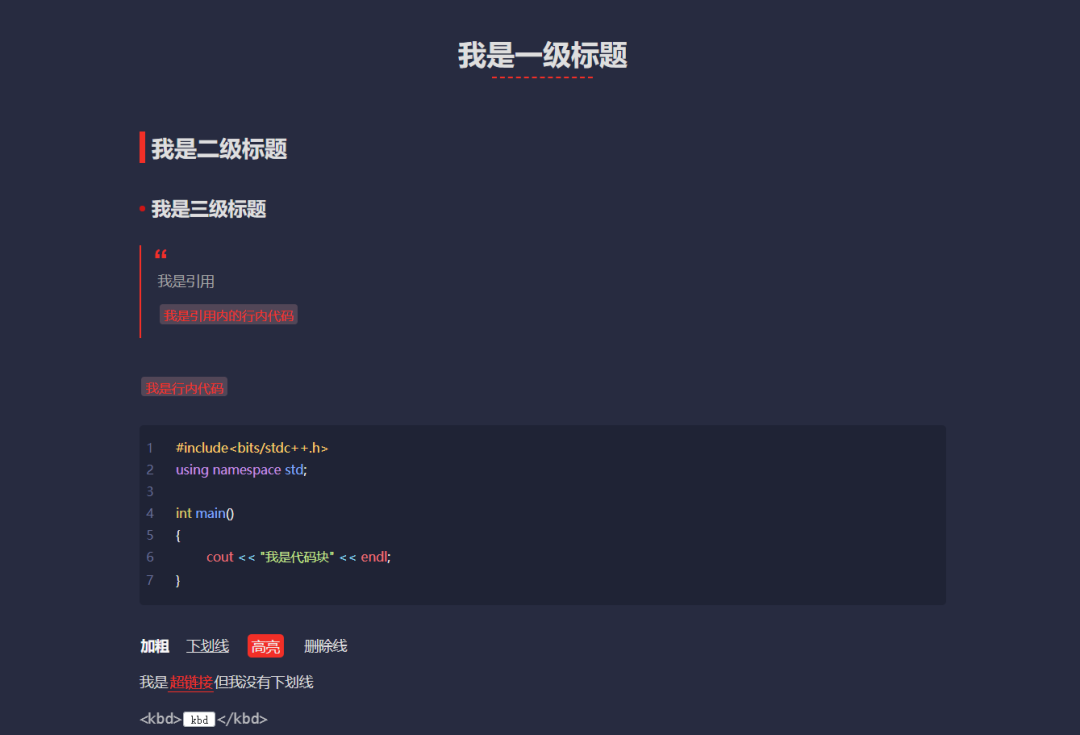 我是一级标题
我是二级标题
• 我是三级标题
“
我是引用
我是引用内的行内代码
我是行内代码
1 #include<bits/stdc++.h>
2 using namespace std;
3
4 int main()
5 {
6 cout << "我是代码块" << endl;
7 }
加粗 下划线 高亮 删除线
我是超链接但我没有下划线
<kbd>kbd</kbd>